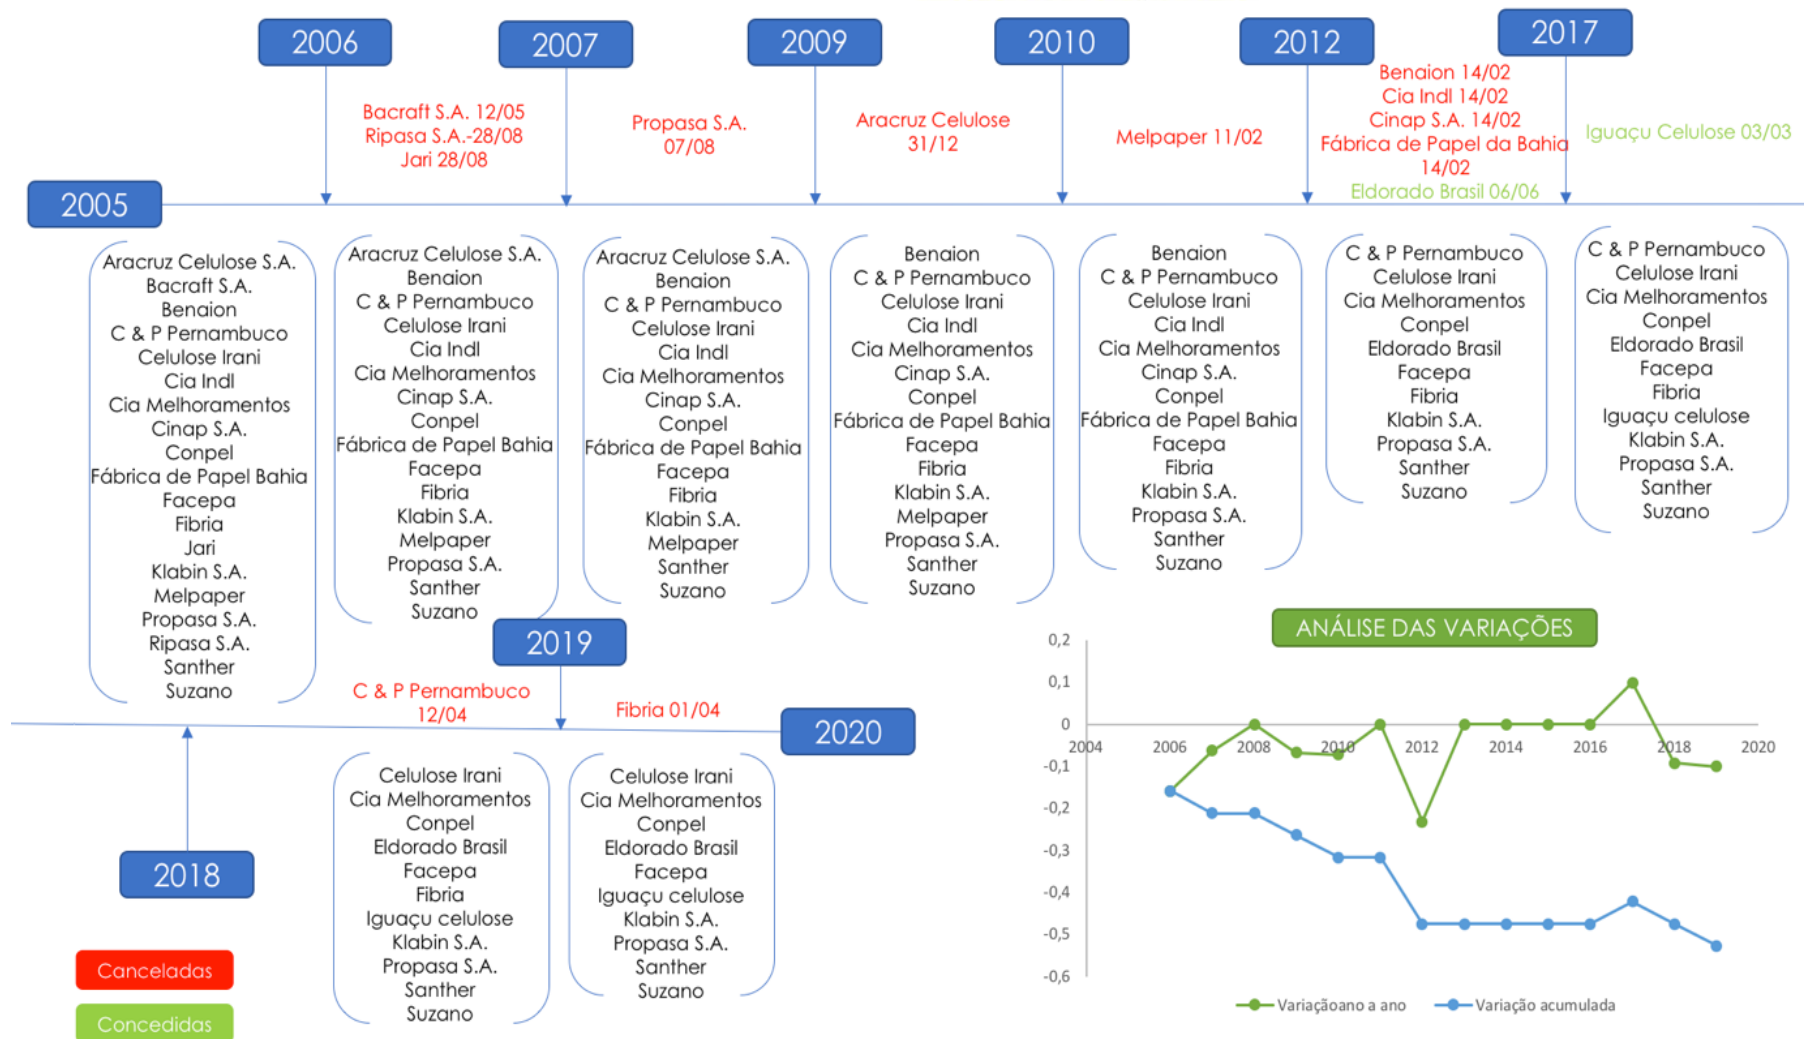 2006
2007
2009
2010
2012
2017
Bacraft S.A. 12/05
Ripasa S.A.-28/08
Jari 28/08
Propasa S.A.
07/08
Aracruz Celulose
31/12
Melpaper 11/02
Benaion 14/02
Cia Indl 14/02
Cinap S.A. 14/02
Fábrica de Papel da Bahia
14/02
Eldorado Brasil 06/06
Iguaçu Celulose 03/03
2005
Aracruz Celulose S.A.
Bacraft S.A.
Benaion
C & P Pernambuco
Celulose Irani
Cia Indl
Cia Melhoramentos
Cinap S.A.
Conpel
Fábrica de Papel Bahia
Facepa
Fibria
Jari
Klabin S.A.
Melpaper
Propasa S.A.
Ripasa S.A.
Santher
Suzano
Aracruz Celulose S.A.
Benaion
C & P Pernambuco
Celulose Irani
Cia Indl
Cia Melhoramentos
Cinap S.A.
Conpel
Fábrica de Papel Bahia
Facepa
Fibria
Klabin S.A.
Melpaper
Propasa S.A.
Santher
Suzano
Aracruz Celulose S.A.
Benaion
C & P Pernambuco
Celulose Irani
Cia Indl
Cia Melhoramentos
Cinap S.A.
Conpel
Fábrica de Papel Bahia
Facepa
Fibria
Klabin S.A.
Melpaper
Santher
Suzano
Benaion
C & P Pernambuco
Celulose Irani
Cia Indl
Cia Melhoramentos
Cinap S.A.
Conpel
Fábrica de Papel Bahia
Facepa
Fibria
Klabin S.A.
Melpaper
Propasa S.A.
Santher
Suzano
Benaion
C & P Pernambuco
Celulose Irani
Cia Indl
Cia Melhoramentos
Cinap S.A.
Conpel
Fábrica de Papel Bahia
Facepa
Fibria
Klabin S.A.
Propasa S.A.
Santher
Suzano
C & P Pernambuco
Celulose Irani
Cia Melhoramentos
Conpel
Eldorado Brasil
Facepa
Fibria
Klabin S.A.
Propasa S.A.
Santher
Suzano
C & P Pernambuco
Celulose Irani
Cia Melhoramentos
Conpel
Eldorado Brasil
Facepa
Fibria
Iguaçu celulose
Klabin S.A.
Propasa S.A.
Santher
Suzano
2019
C & P Pernambuco
12/04
Fibria 01/04
2020
2018
Celulose Irani
Cia Melhoramentos
Conpel
Eldorado Brasil
Facepa
Fibria
Iguaçu celulose
Klabin S.A.
Propasa S.A.
Santher
Suzano
Celulose Irani
Cia Melhoramentos
Conpel
Eldorado Brasil
Facepa
Iguaçu celulose
Klabin S.A.
Propasa S.A.
Santher
Suzano
Canceladas
Concedidas
ANÁLISE DAS VARIAÇÕES
0,2
0,1
0
-0,1
-0,2
-0,3
-0,4
-0,5
-0,6
2004 2006 2008 2010 2012 2014 2016 2018 2020
Variaçãoano a ano
Variação acumulada